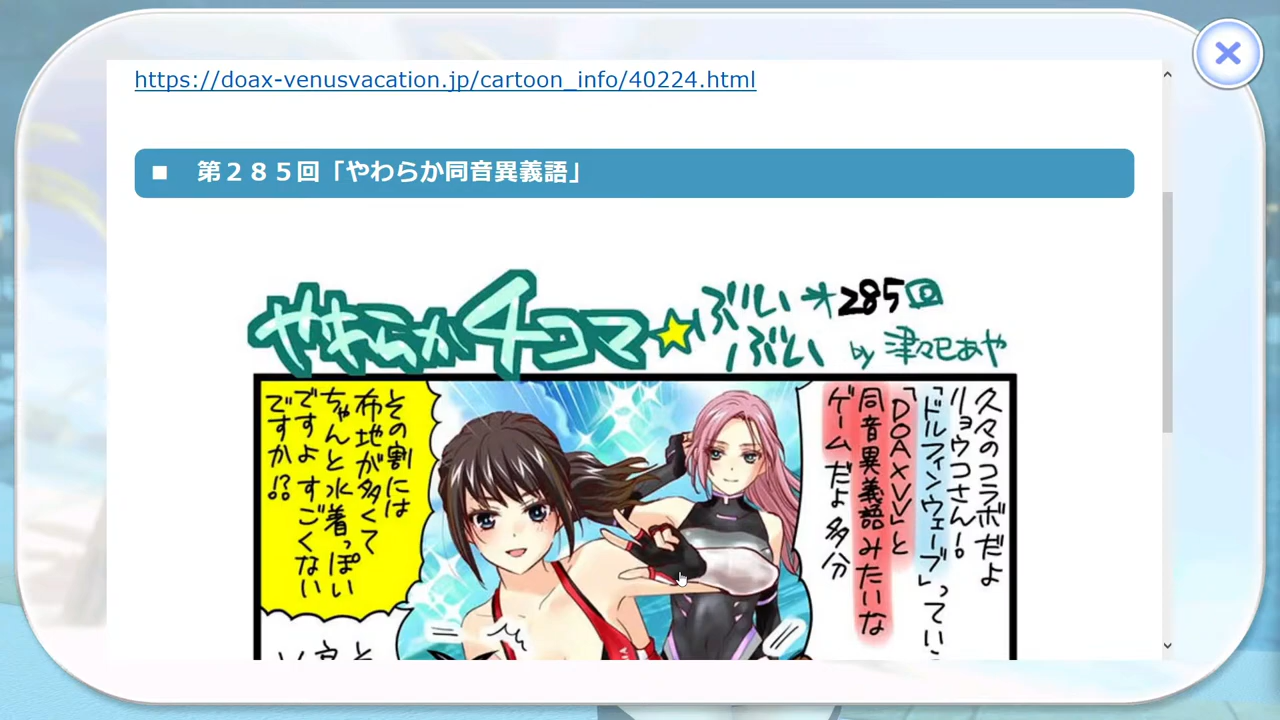 https://doax-venusvacation.jp/cartoon_info/40224.html
■ 第285回「やわらか同音異義語」
やわらか4コマ★ぶいぶい オ285回
by 津々巳あや
久々のコラボだよ
リョウコさんー!
「ドルフィンウェーブ」っていう
「DOAXVV」と
同音異義語みたいな
ゲームだよ多分
その割には
布地が多くて
ちゃんと水着っぽい
ですよ すごくない
ですか!?